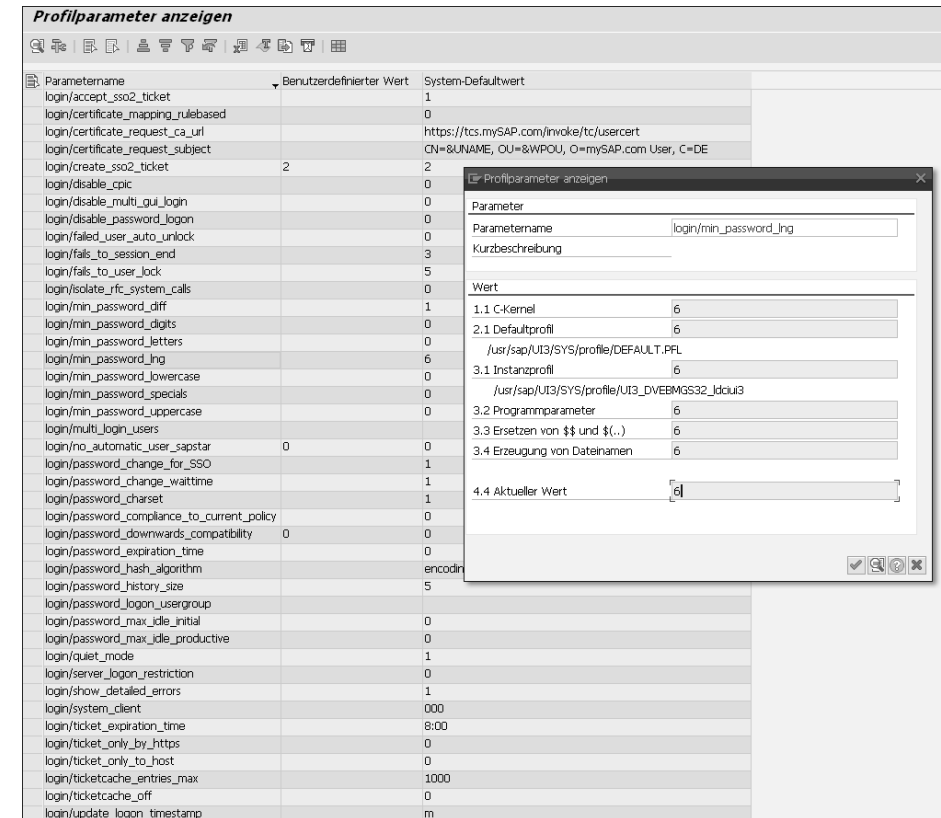 Profilparameter anzeigen
Parametername Benutzerdefinierter Wert System-Defaultwert
login/accept_sso2_ticket 1
login/certificate_mapping_rulebased 0
login/certificate_request_ca_url https://tcs.mySAP.com/invoke/tc/usercert
login/certificate_request_subject CN=&UNAME, OU=&WPOU, O=mySAP.com User, C=DE
login/create_sso2_ticket 2 2
login/disable_cpic 0
login/disable_multi_gui_login 0
login/disable_password_logon 0
login/failed_user_auto_unlock 0
login/fails_to_session_end 3
login/fails_to_user_lock 5
login/isolate_rfc_system_calls 0
login/min_password_diff 1
login/min_password_digits 0
login/min_password_letters 0
login/min_password_lng 6
login/min_password_lowercase 0
login/min_password_specials 0
login/min_password_uppercase 0
login/multi_login_users
login/no_automatic_user_sapstar 0 0
login/password_change_for_SSO 1
login/password_change_waittime 1
login/password_charset 1
login/password_compliance_to_current_policy 0
login/password_downwards_compatibility 0 0
login/password_expiration_time 0
login/password_hash_algorithm encodin
login/password_history_size 5
login/password_logon_usergroup
login/password_max_idle_initial 0
login/password_max_idle_productive 0
login/quiet_mode 1
login/server_logon_restriction 0
login/show_detailed_errors 1
login/system_client 000
login/ticket_expiration_time 8:00
login/ticket_only_by_https 0
login/ticket_only_to_host 0
login/ticketcache_entries_max 1000
login/ticketcache_off 0
login/update_logon_timestamp m
Profilparameter anzeigen
Parameter
Parametername login/min_password_lng
Kurzbeschreibung
Wert
1.1 C-Kernel 6
2.1 Defaultprofil 6
/usr/sap/UI3/SYS/profile/DEFAULT.PFL
3.1 Instanzprofil 6
/usr/sap/UI3/SYS/profile/UI3_DVEBMGS32_ldciui3
3.2 Programmparameter 6
3.3 Ersetzen von $$ und $(..) 6
3.4 Erzeugung von Dateinamen 6
4.4 Aktueller Wert 6